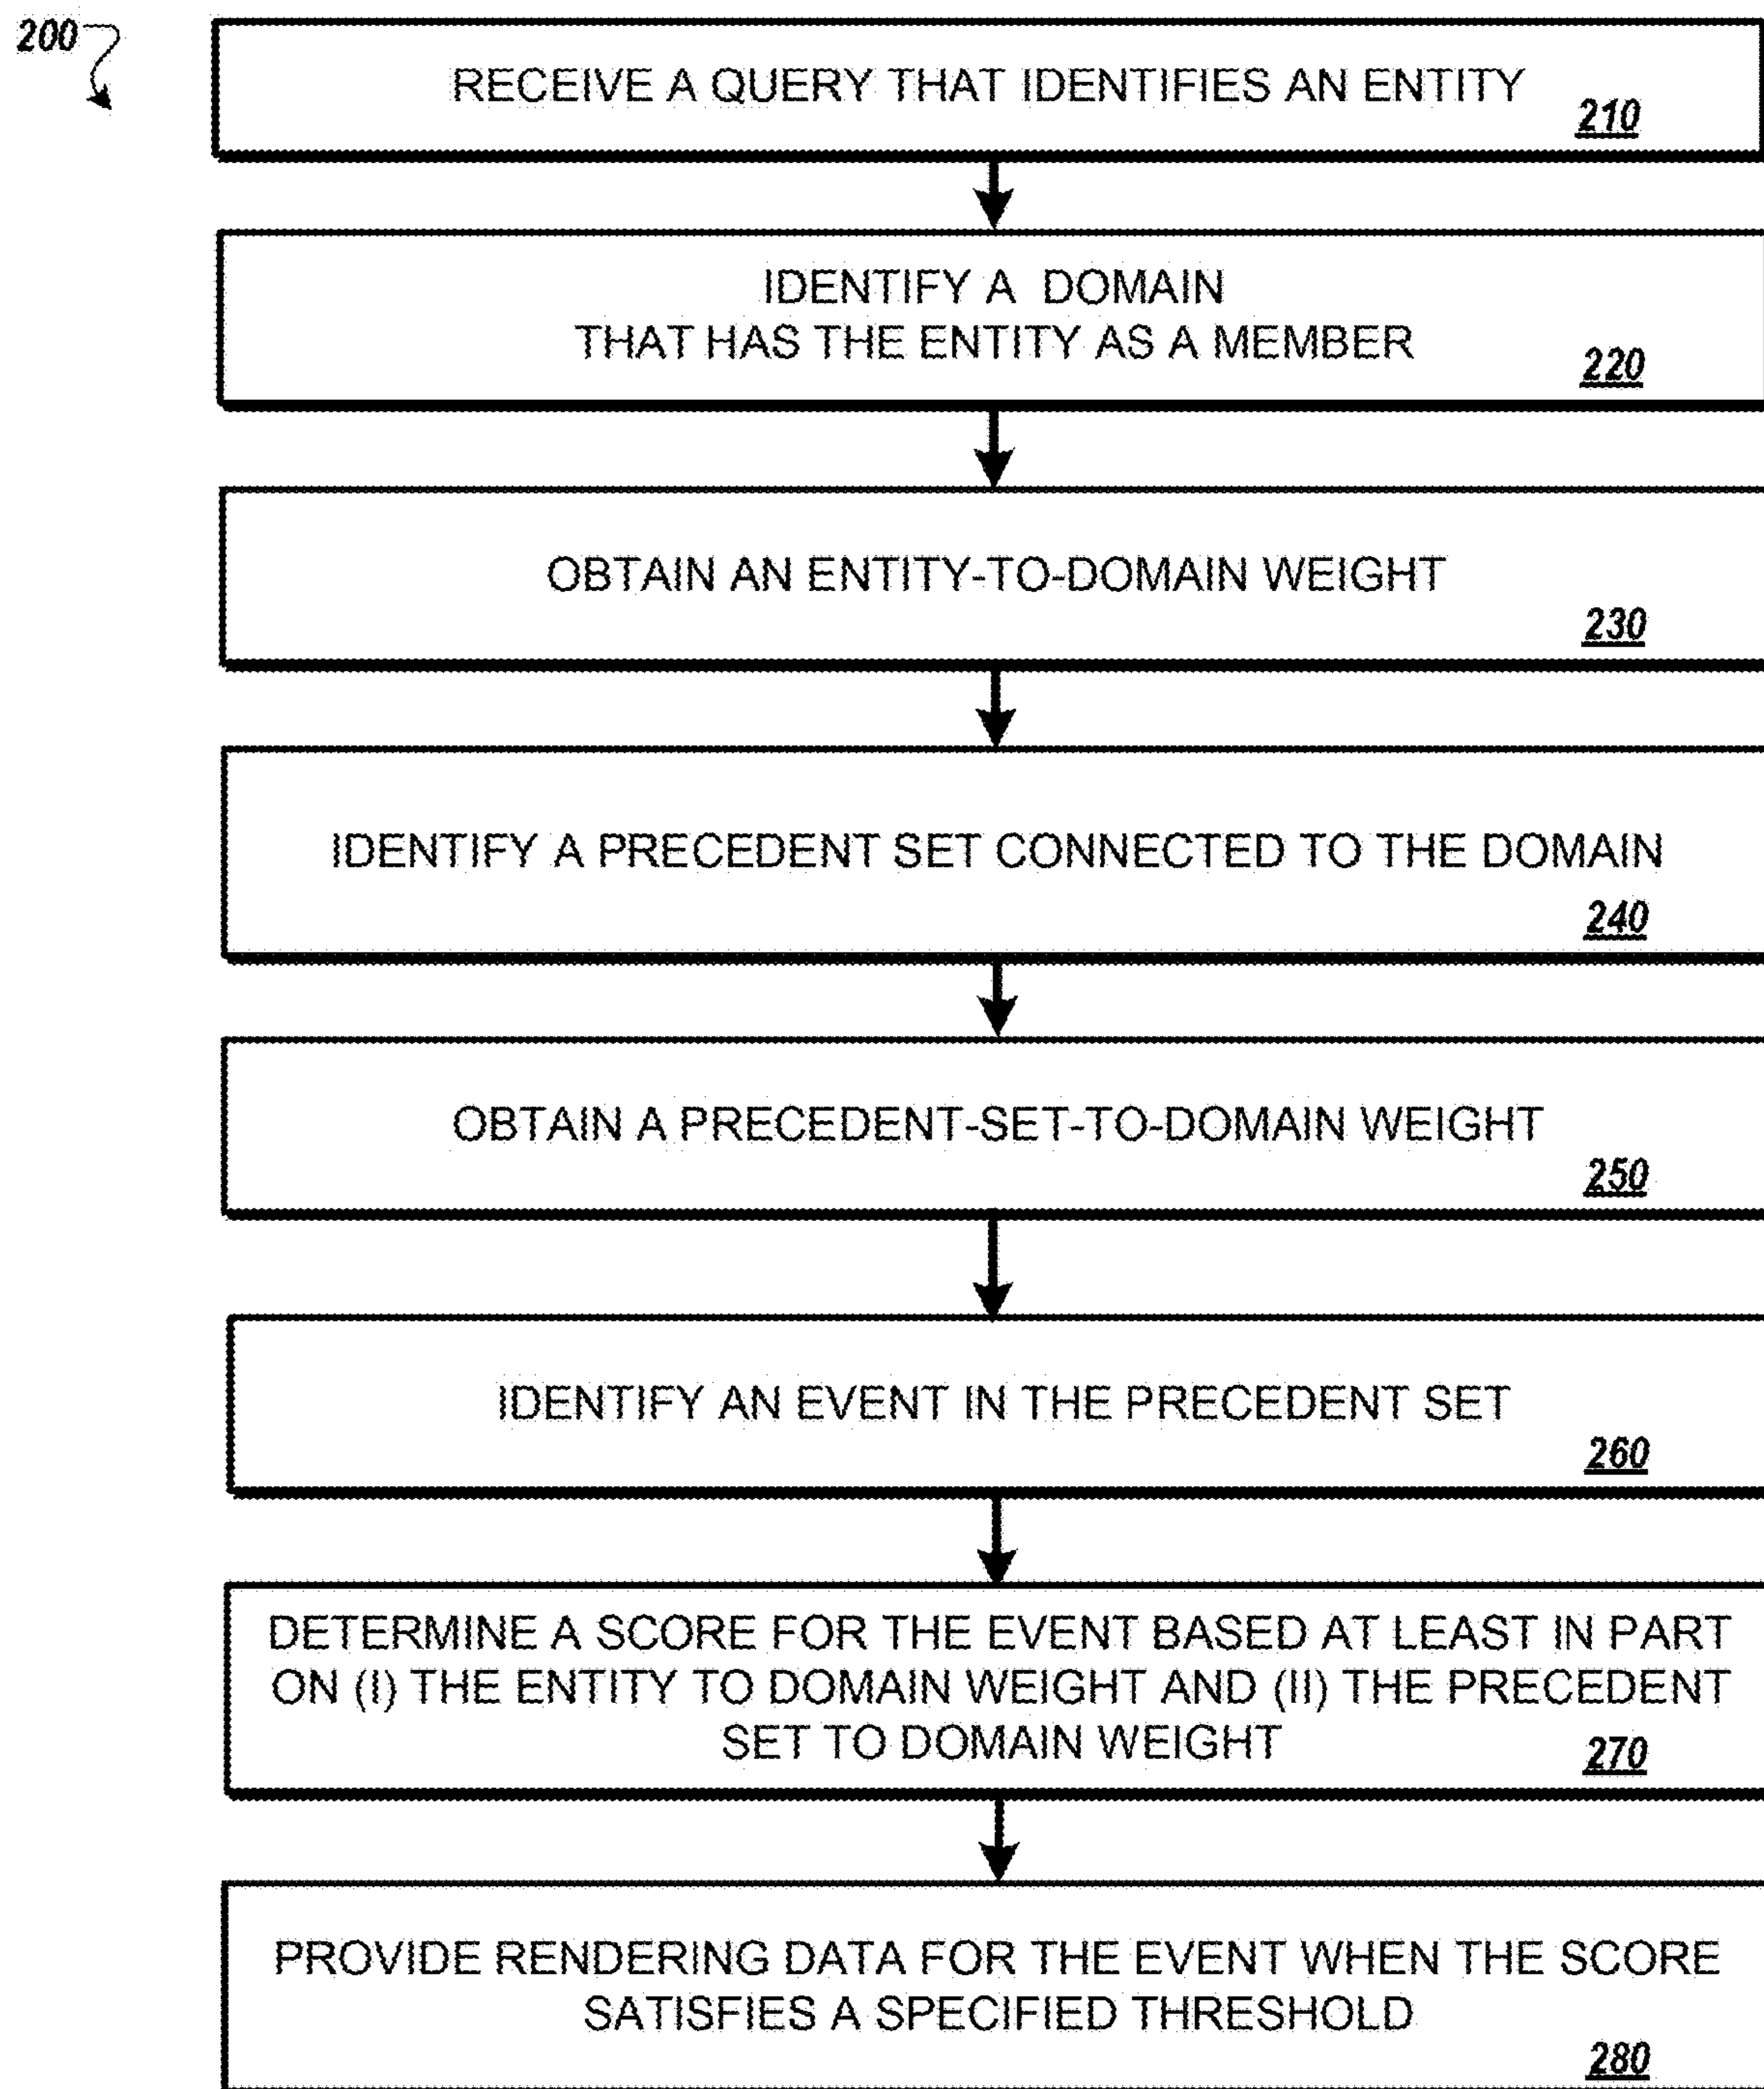 200
RECEIVE A QUERY THAT IDENTIFIES AN ENTITY
210
IDENTIFY A DOMAIN
THAT HAS THE ENTITY AS A MEMBER
220
OBTAIN AN ENTITY-TO-DOMAIN WEIGHT
230
IDENTIFY A PRECEDENT SET CONNECTED TO THE DOMAIN
240
OBTAIN A PRECEDENT-SET-TO-DOMAIN WEIGHT
250
IDENTIFY AN EVENT IN THE PRECEDENT SET
260
DETERMINE A SCORE FOR THE EVENT BASED AT LEAST IN PART
ON (I) THE ENTITY TO DOMAIN WEIGHT AND (II) THE PRECEDENT
SET TO DOMAIN WEIGHT
270
PROVIDE RENDERING DATA FOR THE EVENT WHEN THE SCORE
SATISFIES A SPECIFIED THRESHOLD
280